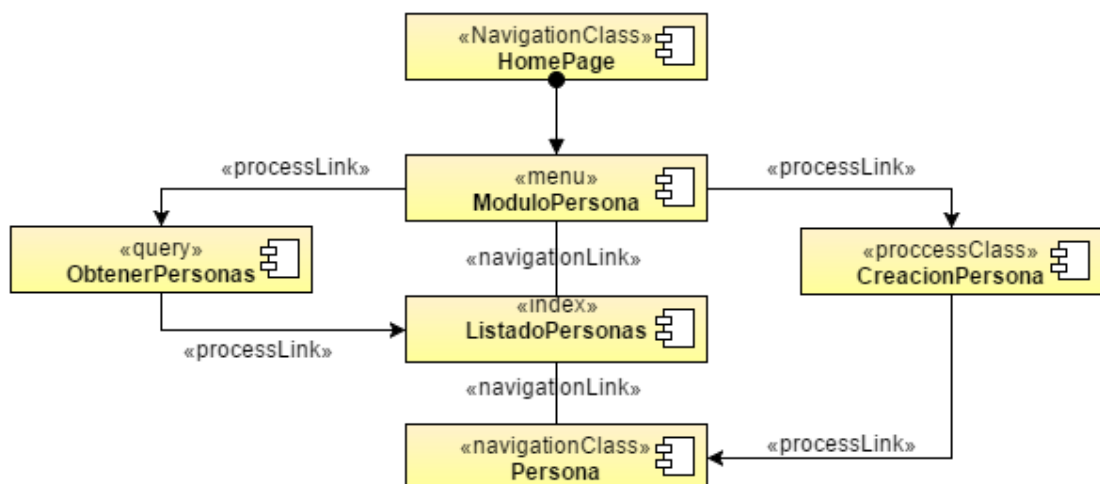 «NavigationClass»
HomePage
«processLink»
«menu»
ModuloPersona
«processLink»
«query»
ObtenerPersonas
«navigationLink»
«proccessClass»
CreacionPersona
«index»
ListadoPersonas
«processLink»
«navigationLink»
«navigationClass»
Persona
«processLink»